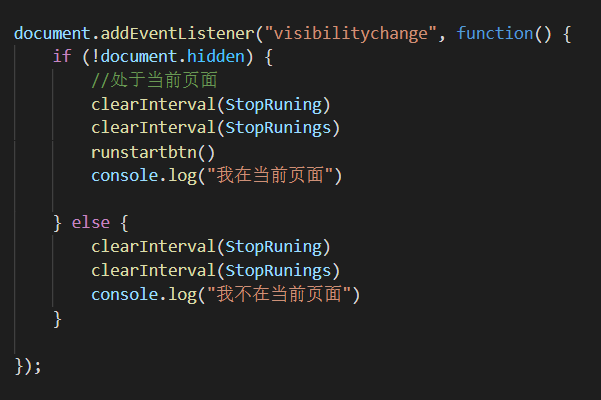 document.addEventListener("visibilitychange", function() {
if (!document.hidden) {
//处于当前页面
clearInterval(StopRuning)
clearInterval(StopRunings)
runstartbtn()
console.log("我在当前页面")
} else {
clearInterval(StopRuning)
clearInterval(StopRunings)
console.log("我不在当前页面")
}
});